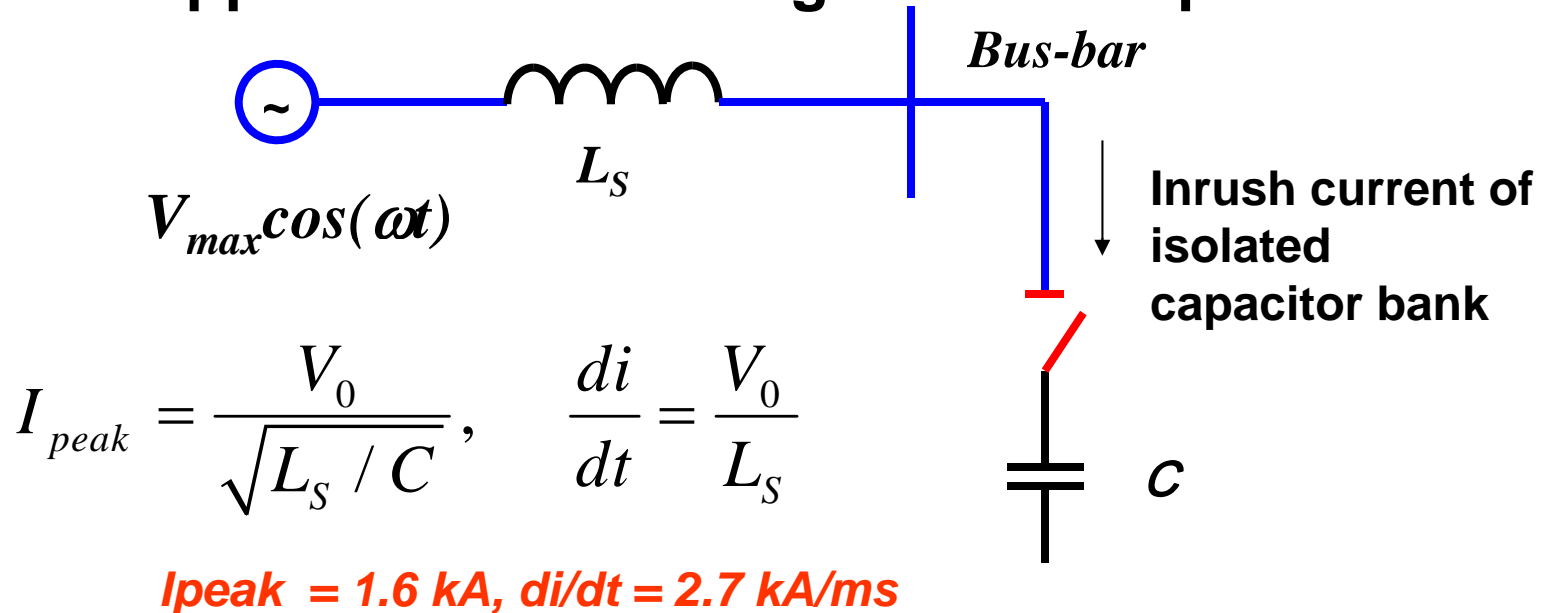 Bus-bar
~
L_S
V_max cos(ωt)
Inrush current of
isolated
capacitor bank
I_peak = V_0 / √(L_S / C) , di/dt = V_0 / L_S
C
Ipeak = 1.6 kA, di/dt = 2.7 kA/ms